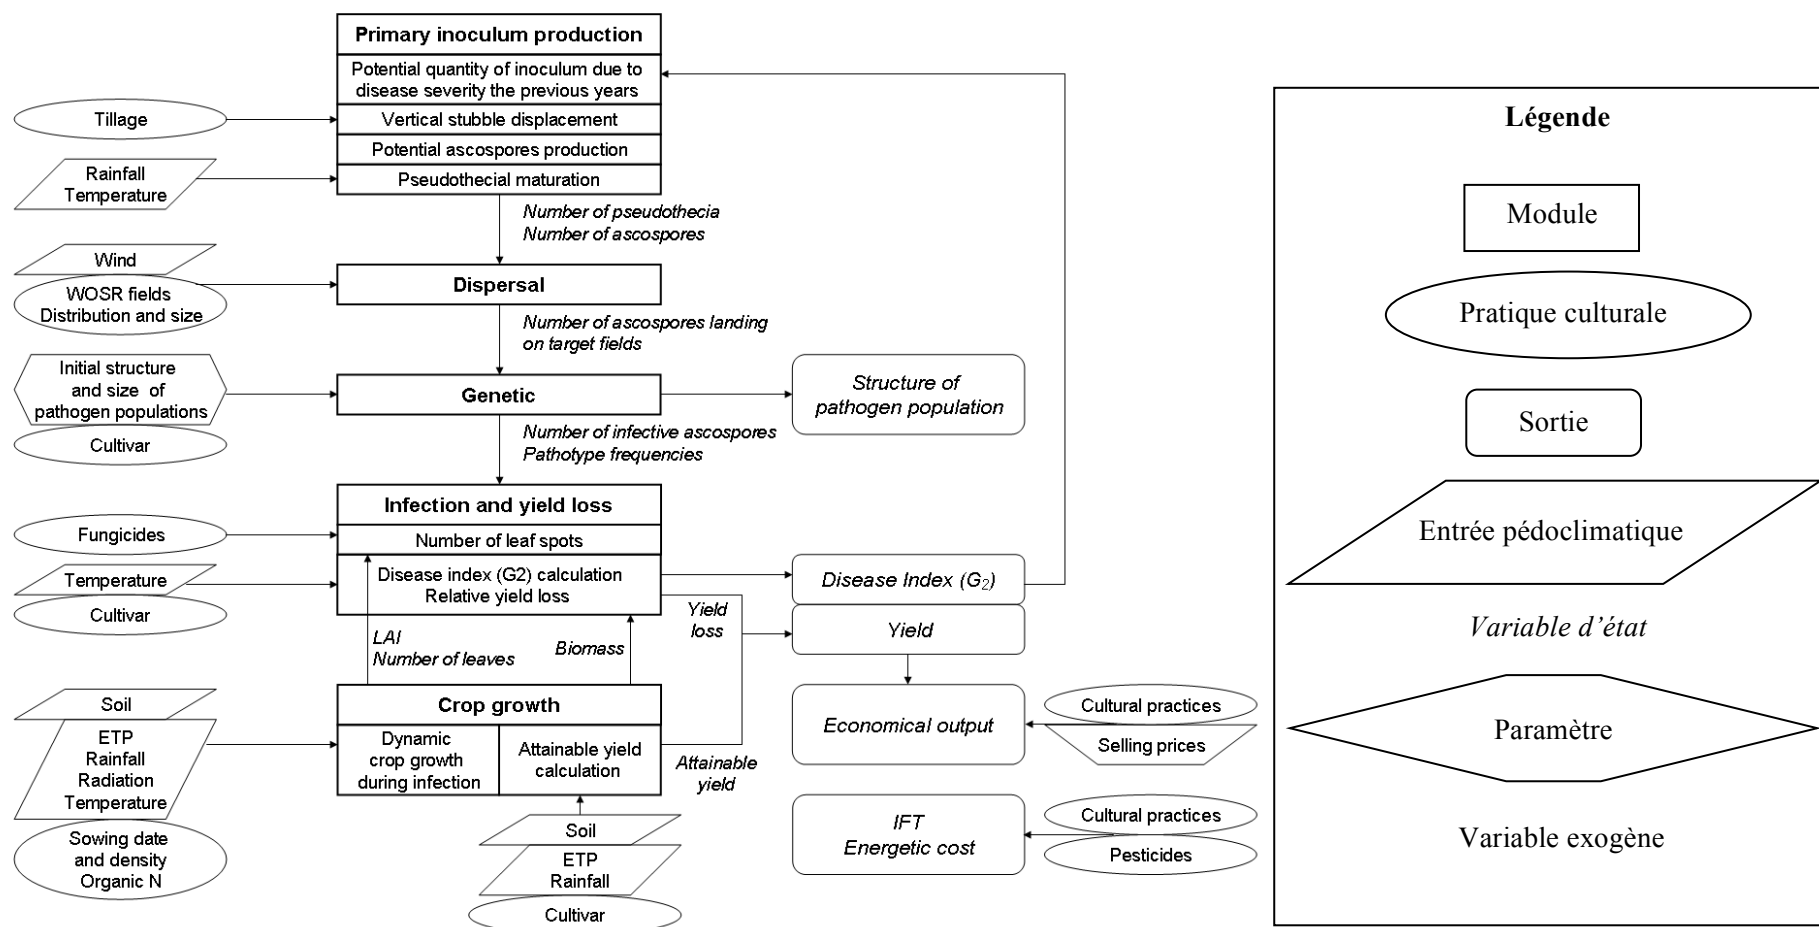 Primary inoculum production
Potential quantity of inoculum due to
disease severity the previous years
Tillage
Vertical stubble displacement
Potential ascospores production
Rainfall
Temperature
Pseudothecial maturation
Number of pseudothecia
Number of ascospores
Wind
WOSR fields
Distribution and size
Dispersal
Number of ascospores landing
on target fields
Initial structure
and size of
pathogen populations
Cultivar
Genetic
Structure of
pathogen population
Number of infective ascospores
Pathotype frequencies
Infection and yield loss
Fungicides
Number of leaf spots
Temperature
Cultivar
Disease index (G2) calculation
Relative yield loss
Disease Index (G2)
Yield
loss
Yield
LAI
Number of leaves
Biomass
Soil
ETP
Rainfall
Radiation
Temperature
Sowing date
and density
Organic N
Crop growth
Dynamic
crop growth
during infection
Attainable yield
calculation
Attainable
yield
Economical output
Cultural practices
Selling prices
Soil
ETP
Rainfall
Cultivar
IFT
Energetic cost
Cultural practices
Pesticides
Légende
Module
Pratique culturale
Sortie
Entrée pédoclimatique
Variable d’état
Paramètre
Variable exogène